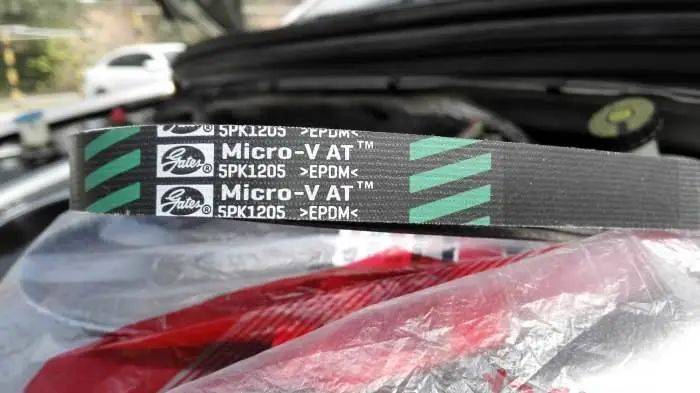 Gates® 5PK1205 >EPDM<
Gates® Micro-V AT™
5PK1205 >EPDM<
Gates® Micro-V AT™
5PK1205 >EPDM<